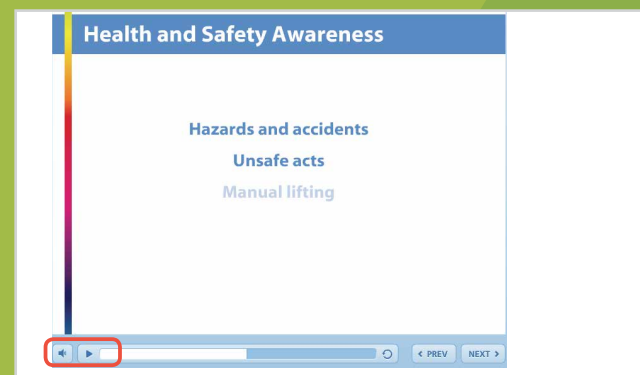 Health and Safety Awareness
Hazards and accidents
Unsafe acts
Manual lifting
PREV
NEXT